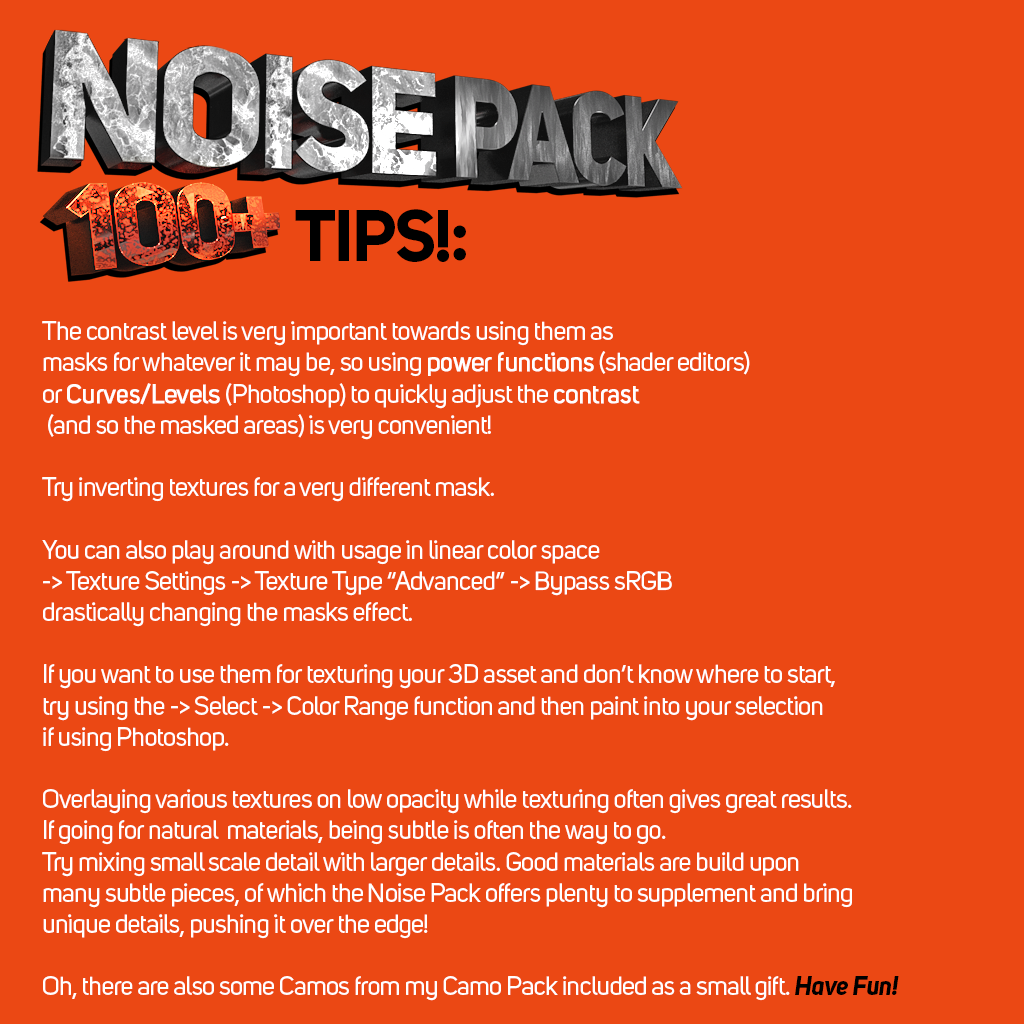 NOISE PACK
100+ TIPS!:
The contrast level is very important towards using them as
masks for whatever it may be, so using power functions (shader editors)
or Curves/Levels (Photoshop) to quickly adjust the contrast
(and so the masked areas) is very convenient!
Try inverting textures for a very different mask.
You can also play around with usage in linear color space
-> Texture Settings -> Texture Type “Advanced” -> Bypass sRGB
drastically changing the masks effect.
If you want to use them for texturing your 3D asset and don’t know where to start,
try using the -> Select -> Color Range function and then paint into your selection
if using Photoshop.
Overlaying various textures on low opacity while texturing often gives great results.
If going for natural  materials, being subtle is often the way to go.
Try mixing small scale detail with larger details. Good materials are build upon
many subtle pieces, of which the Noise Pack offers plenty to supplement and bring
unique details, pushing it over the edge!
Oh, there are also some Camos from my Camo Pack included as a small gift. Have Fun!